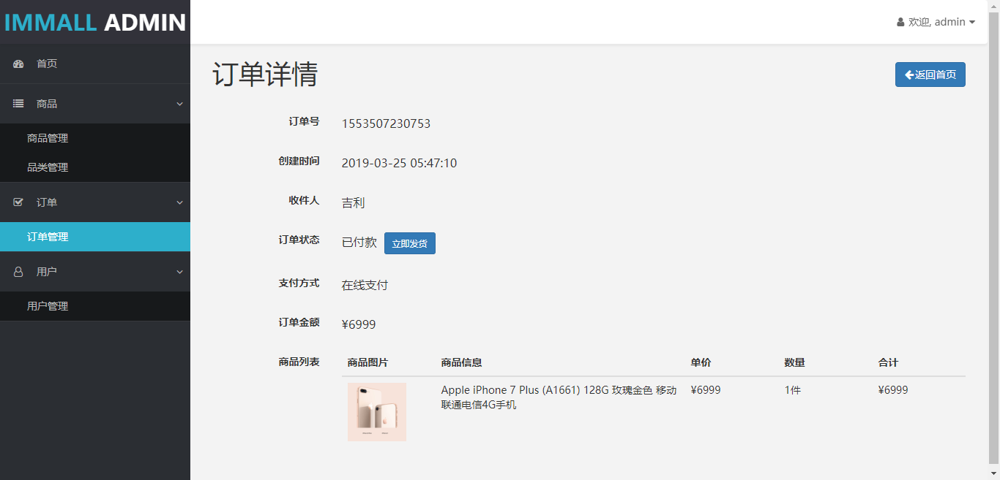 IMMALL ADMIN
欢迎, admin
首页
商品
商品管理
品类管理
订单
订单管理
用户
用户管理
订单详情
返回首页
订单号 1553507230753
创建时间 2019-03-25 05:47:10
收件人 吉利
订单状态 已付款 立即发货
支付方式 在线支付
订单金额 ¥6999
商品列表 商品图片 商品信息 单价 数量 合计
Apple iPhone 7 Plus (A1661) 128G 玫瑰金色 移动 ¥6999 1件 ¥6999
联通电信4G手机